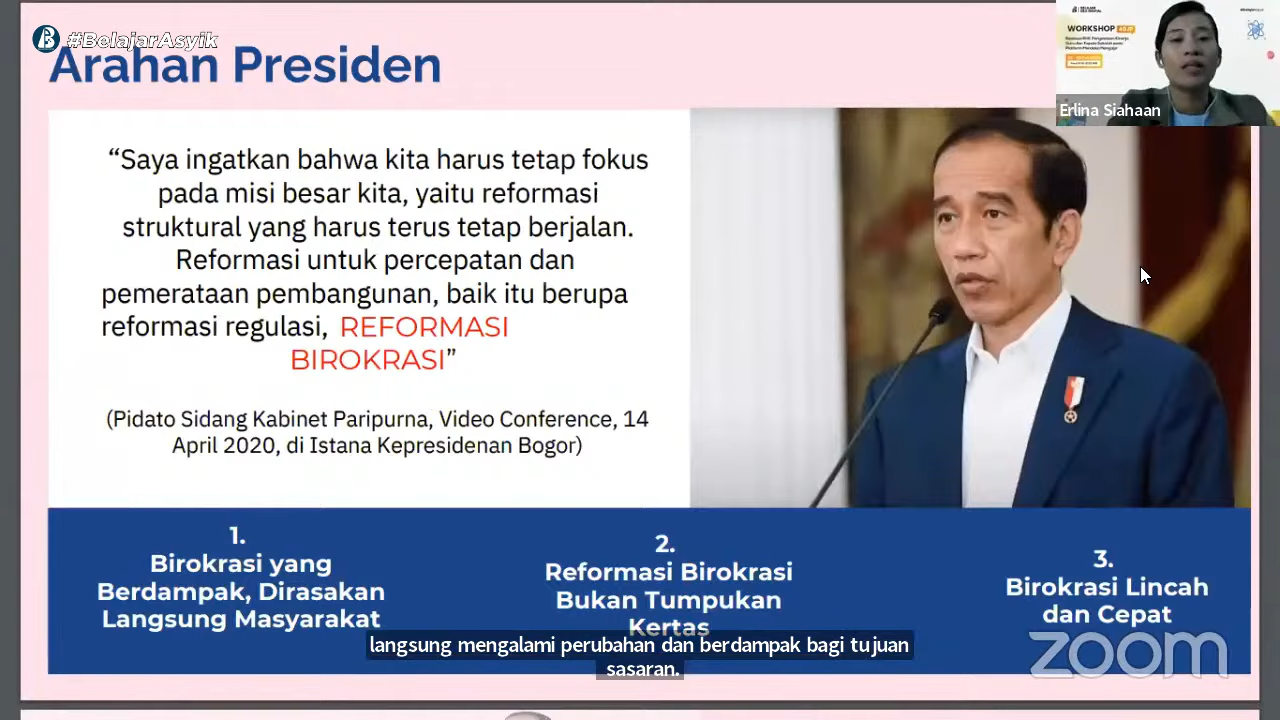 #BelajarAsyik
Arahan Presiden
WORKSHOP
Erlina Siahaan
“Saya ingatkan bahwa kita harus tetap fokus
pada misi besar kita, yaitu reformasi
struktural yang harus terus tetap berjalan.
Reformasi untuk percepatan dan
pemerataan pembangunan, baik itu berupa
reformasi regulasi, REFORMASI
BIROKRASI”
(Pidato Sidang Kabinet Paripurna, Video Conference, 14
April 2020, di Istana Kepresidenan Bogor)
1.
Birokrasi yang
Berdampak, Dirasakan
Langsung Masyarakat
2.
Reformasi Birokrasi
Bukan Tumpukan
Kertas
3.
Birokrasi Lincah
dan Cepat
langsung mengalami perubahan dan berdampak bagi tujuan
sasaran.
zoom